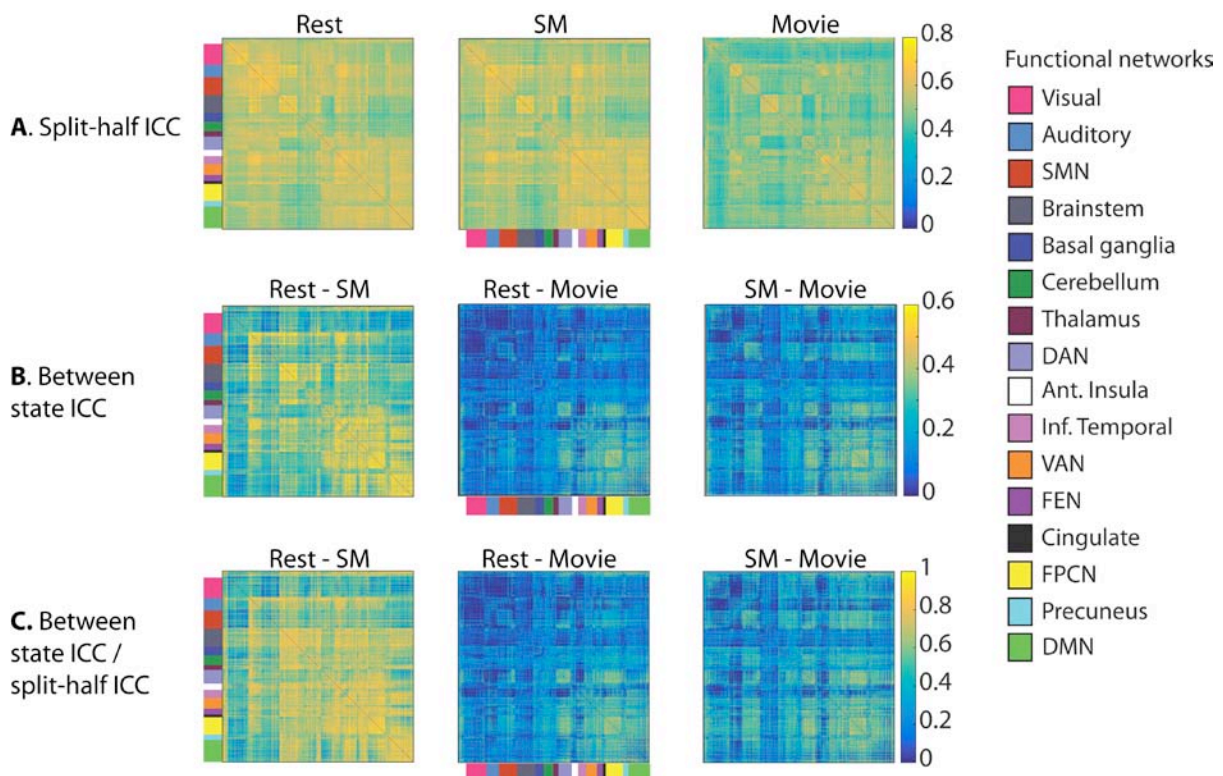 Rest
SM
Movie
A. Split-half ICC
0.8
0.6
0.4
0.2
0
Rest - SM
Rest - Movie
SM - Movie
B. Between
state ICC
0.6
0.4
0.2
0
Rest - SM
Rest - Movie
SM - Movie
C. Between
state ICC /
split-half ICC
1
0.8
0.6
0.4
0.2
0
Functional networks
Visual
Auditory
SMN
Brainstem
Basal ganglia
Cerebellum
Thalamus
DAN
Ant. Insula
Inf. Temporal
VAN
FEN
Cingulate
FPCN
Precuneus
DMN